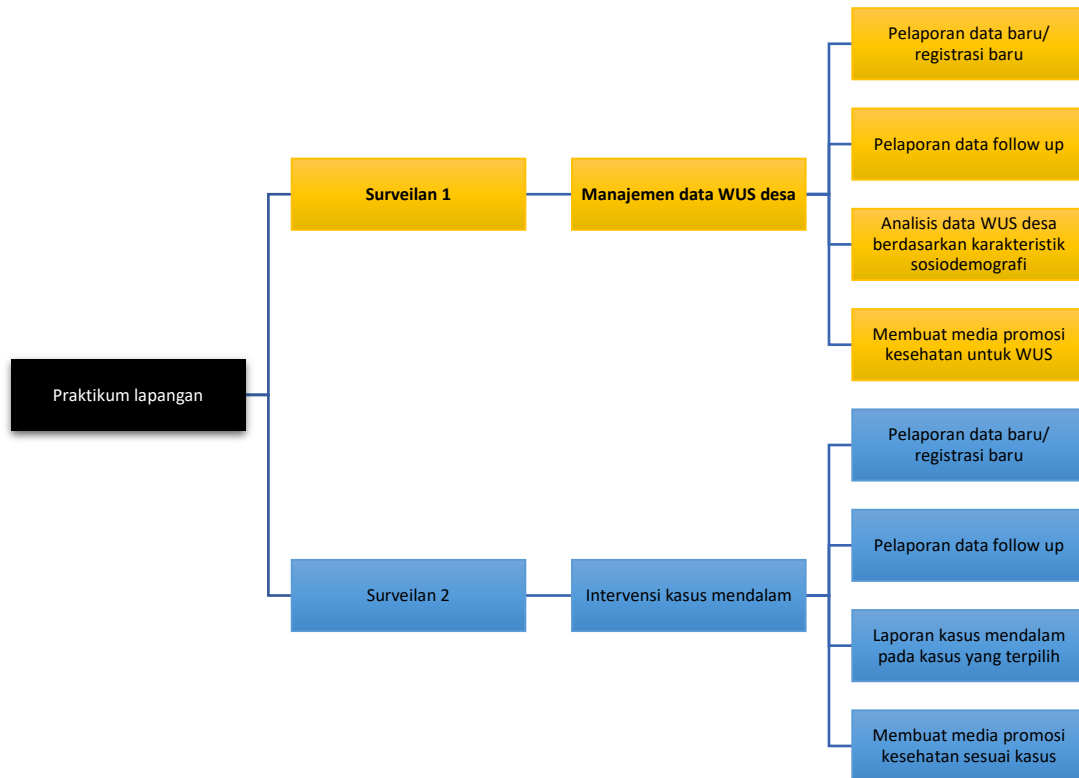 Praktikum lapangan
Surveilan 1
Manajemen data WUS desa
Pelaporan data baru/
registrasi baru
Pelaporan data follow up
Analisis data WUS desa
berdasarkan karakteristik
sosiodemografi
Membuat media promosi
kesehatan untuk WUS
Surveilan 2
Intervensi kasus mendalam
Pelaporan data baru/
registrasi baru
Pelaporan data follow up
Laporan kasus mendalam
pada kasus yang terpilih
Membuat media promosi
kesehatan sesuai kasus